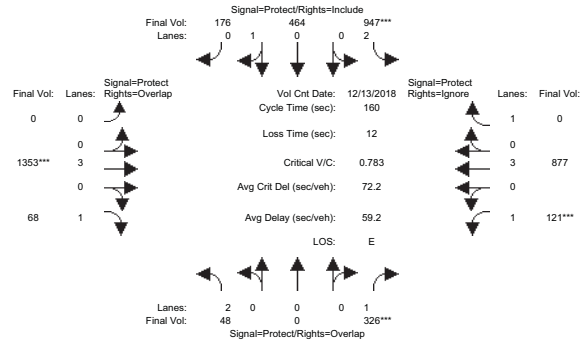 Signal=Protect/Rights=Include
Final Vol: 176 464 947***
Lanes: 0 1 0 0 2
Signal=Protect
Final Vol: Lanes: Rights=Overlap
Vol Cnt Date: 12/13/2018
Signal=Protect
Rights=Ignore Lanes: Final Vol:
Cycle Time (sec): 160
0 0
1 0
Loss Time (sec): 12
0
0
1353*** 3
Critical V/C: 0.783
3 877
0
Avg Crit Del (sec/veh): 72.2
0
68 1
Avg Delay (sec/veh): 59.2
1 121***
LOS: E
Lanes: 2 0 0 0 1
Final Vol: 48 0 326***
Signal=Protect/Rights=Overlap